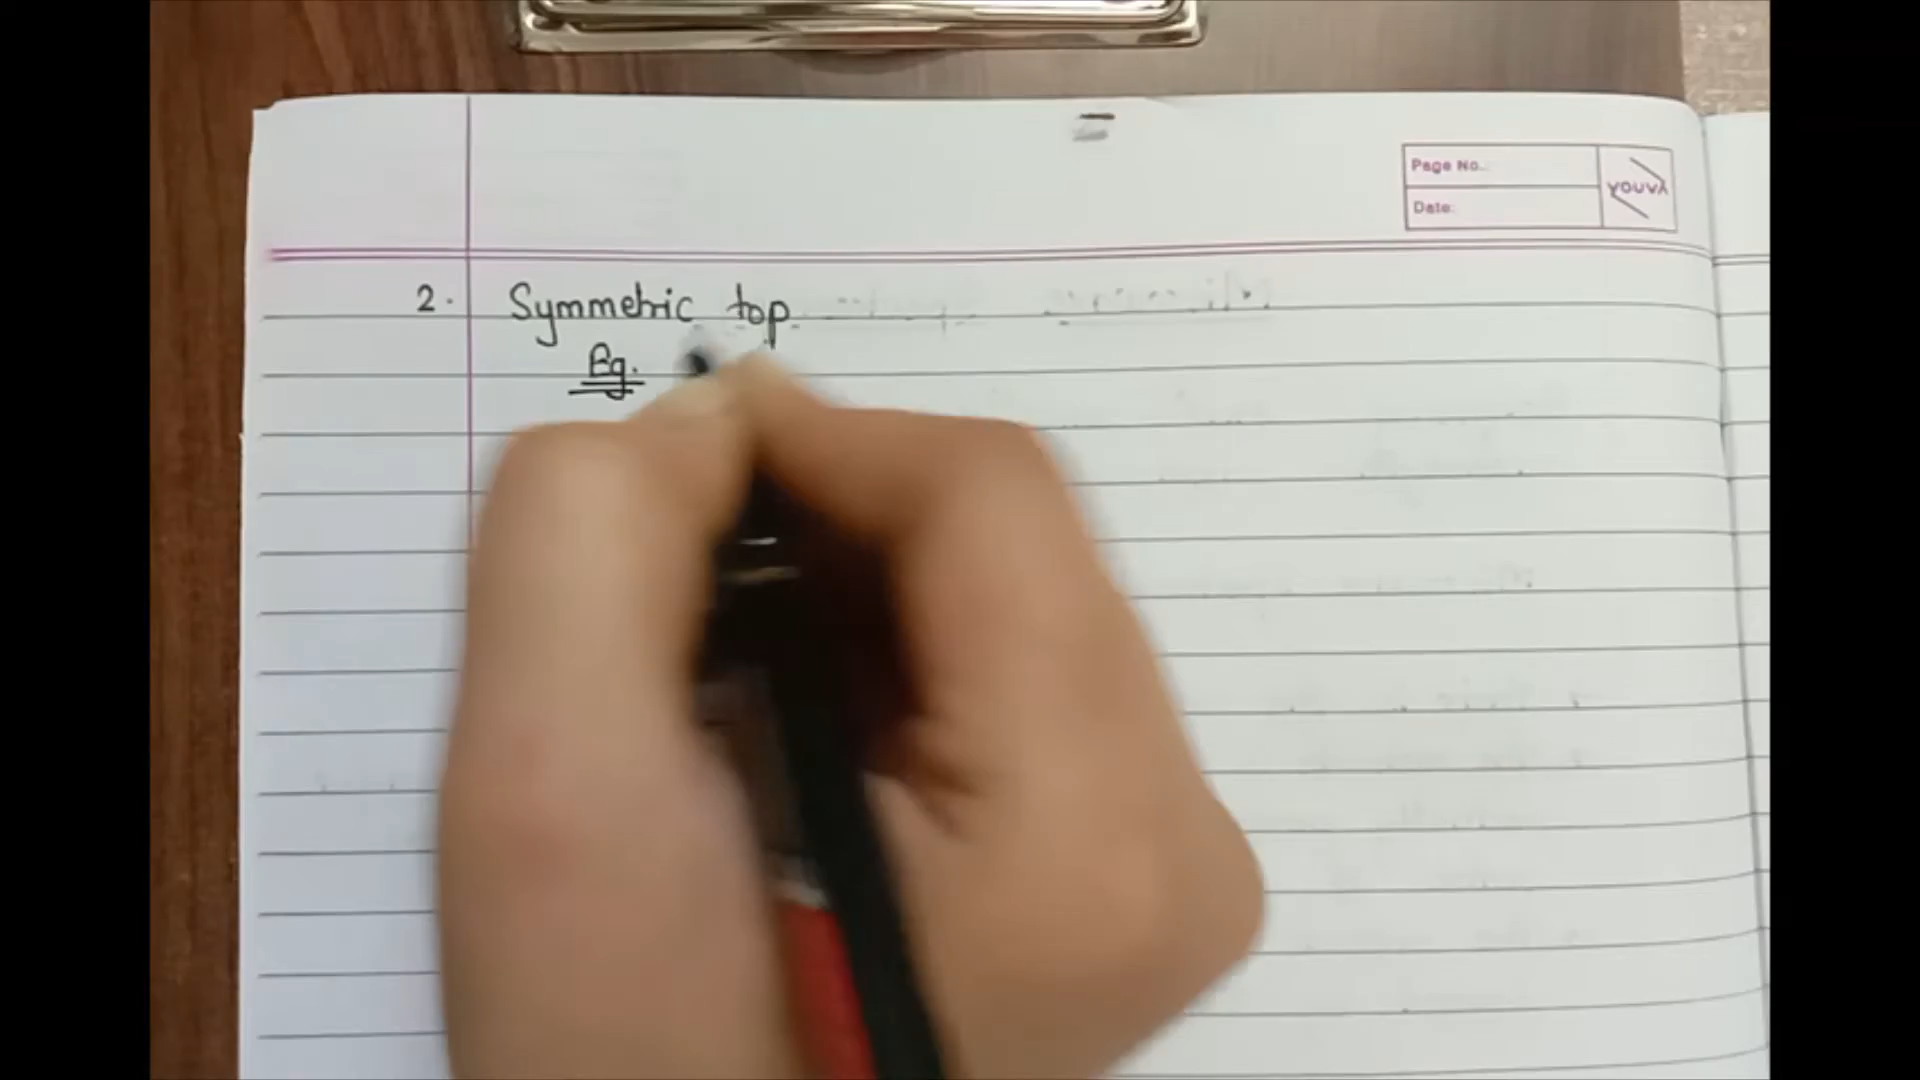 Page No.
Date:
YOUVA
2. Symmetric top
Eg.